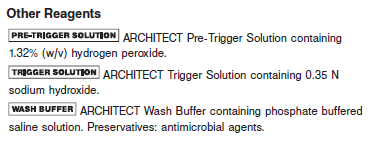 Other Reagents
PRE-TRIGGER SOLUTION ARCHITECT Pre-Trigger Solution containing
1.32% (w/v) hydrogen peroxide.
TRIGGER SOLUTION ARCHITECT Trigger Solution containing 0.35 N
sodium hydroxide.
WASH BUFFER ARCHITECT Wash Buffer containing phosphate buffered
saline solution. Preservatives: antimicrobial agents.